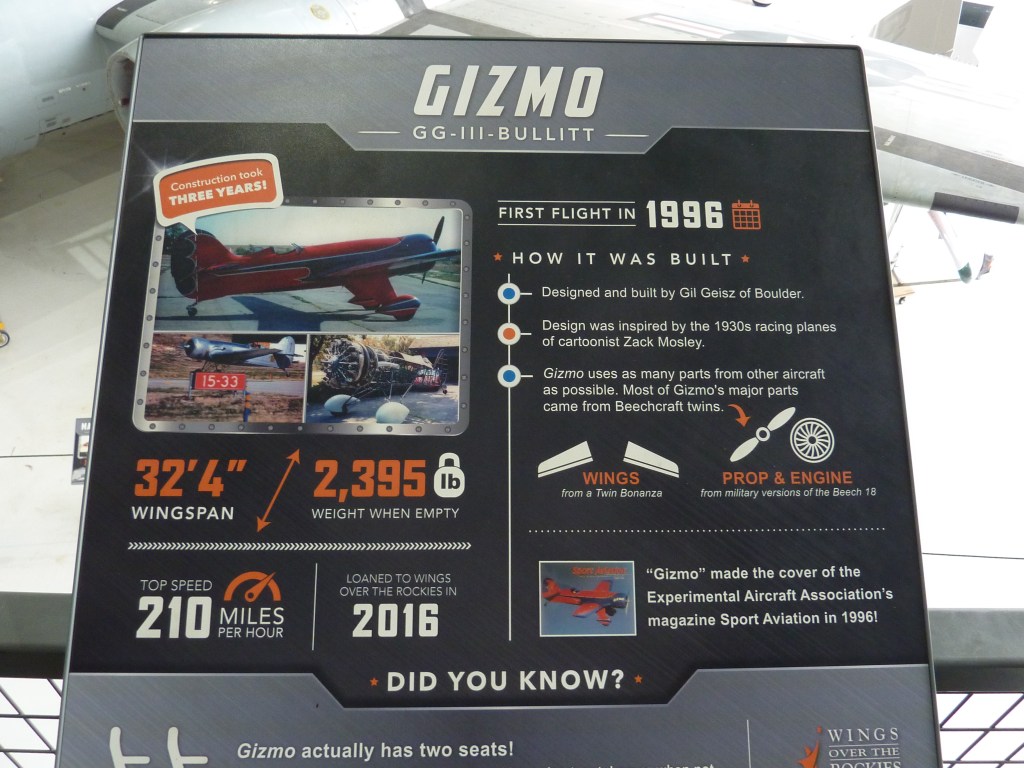 GIZMO
GG-III-BULLITT
Construction took
THREE YEARS!
15-33
32'4"
WINGSPAN
2,395
lb
WEIGHT WHEN EMPTY
TOP SPEED
210 MILES
PER HOUR
LOANED TO WINGS
OVER THE ROCKIES IN
2016
FIRST FLIGHT IN 1996
HOW IT WAS BUILT
Designed and built by Gil Geisz of Boulder.
Design was inspired by the 1930s racing planes
of cartoonist Zack Mosley.
Gizmo uses as many parts from other aircraft
as possible. Most of Gizmo's major parts
came from Beechcraft twins.
WINGS
from a Twin Bonanza
PROP & ENGINE
from military versions of the Beech 18
Sport Aviation
"Gizmo" made the cover of the
Experimental Aircraft Association's
magazine Sport Aviation in 1996!
DID YOU KNOW?
Gizmo actually has two seats!
WINGS
OVER THE
ROCKIES